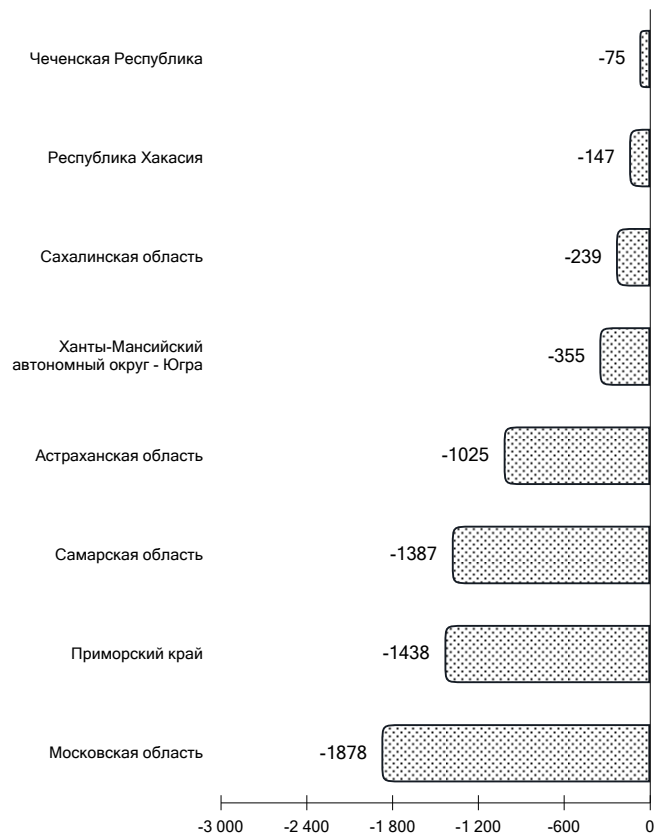 Чеченская Республика -75
Республика Хакасия -147
Сахалинская область -239
Ханты-Мансийский
автономный округ - Югра -355
Астраханская область -1025
Самарская область -1387
Приморский край -1438
Московская область -1878
-3 000 -2 400 -1 800 -1 200 -600 0